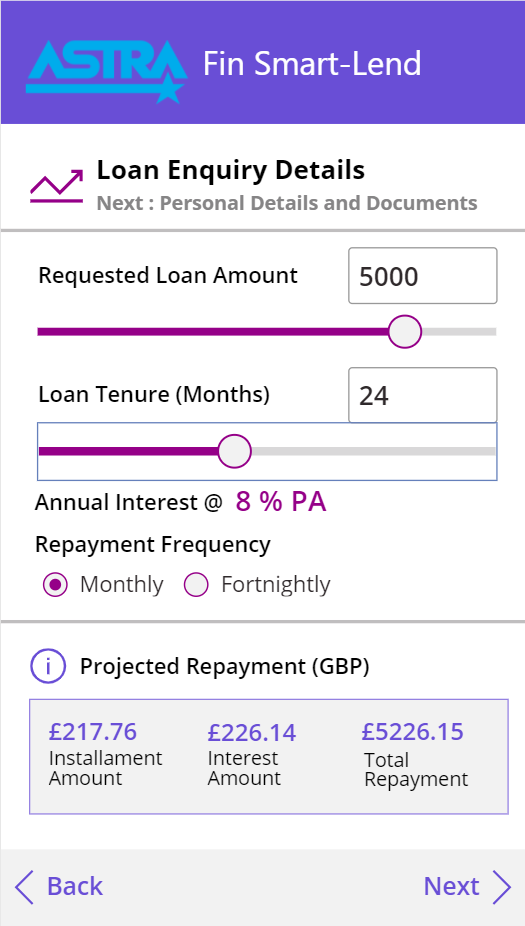 ASTRA Fin Smart-Lend
Loan Enquiry Details
Next : Personal Details and Documents
Requested Loan Amount 5000
Loan Tenure (Months) 24
Annual Interest @ 8 % PA
Repayment Frequency
Monthly Fortnightly
i Projected Repayment (GBP)
£217.76 £226.14 £5226.15
Installament Interest Total
Amount Amount Repayment
Back Next